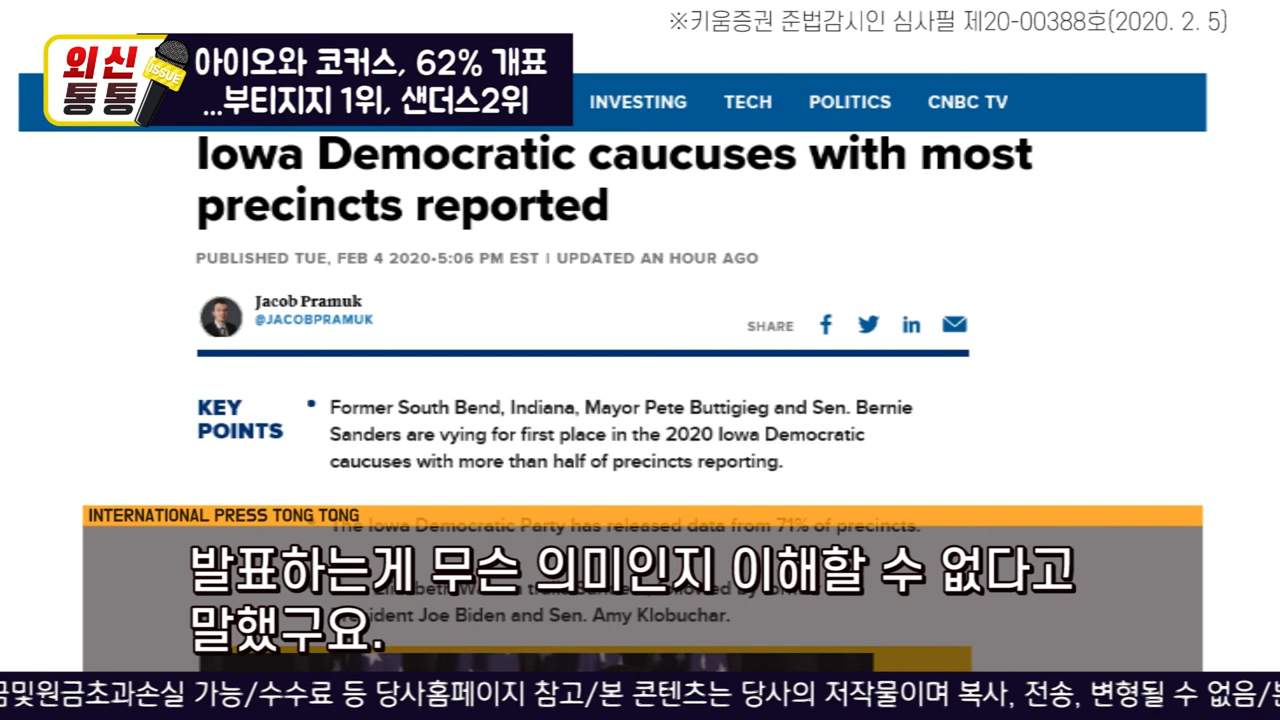 ※키움증권 준법감시인 심사필 제20-00388호(2020. 2. 5)
외신
통통
ISSUE
아이오와 코커스, 62% 개표
...부티지지 1위, 샌더스2위
INVESTING TECH POLITICS CNBC TV
Iowa Democratic caucuses with most
precincts reported
PUBLISHED TUE, FEB 4 2020•5:06 PM EST | UPDATED AN HOUR AGO
Jacob Pramuk
@JACOBPRAMUK
SHARE
KEY
POINTS
• Former South Bend, Indiana, Mayor Pete Buttigieg and Sen. Bernie
Sanders are vying for first place in the 2020 Iowa Democratic
caucuses with more than half of precincts reporting.
INTERNATIONAL PRESS TONG TONG
The Iowa Democratic Party has released data from 71% of precincts.
발표하는게 무슨 의미인지 이해할 수 없다고
말했구요.
Joe Biden and Sen. Amy Klobuchar.
금및원금초과손실 가능/수수료 등 당사홈페이지 참고/본 콘텐츠는 당사의 저작물이며 복사, 전송, 변형될 수 없음/